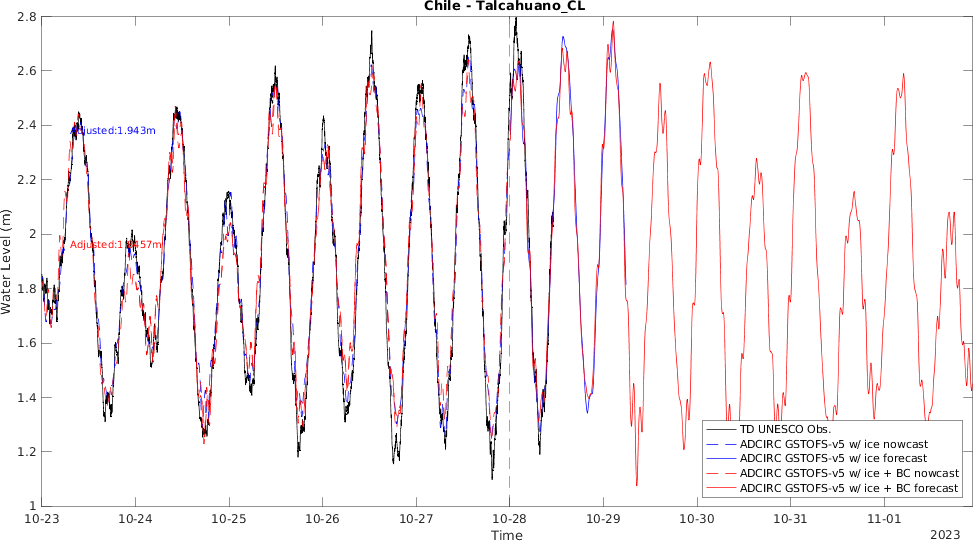 Chile - Talcahuano_CL
Water Level (m)
2.8
2.6
2.4
2.2
2
1.8
1.6
1.4
1.2
1
Adjusted:1.943m
10-23
10-24
10-25
10-26
10-27
10-28
10-29
10-30
10-31
11-01
Time
2023
TD UNESCO Obs.
ADCIRC GSTOFS-v5 w/ ice nowcast
ADCIRC GSTOFS-v5 w/ ice forecast
ADCIRC GSTOFS-v5 w/ ice + BC nowcast
ADCIRC GSTOFS-v5 w/ ice + BC forecast